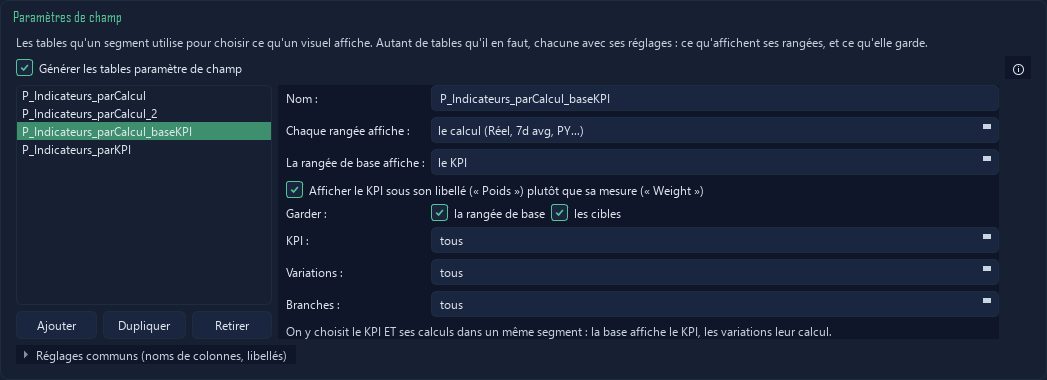 Paramètres de champ
Les tables qu'un segment utilise pour choisir ce qu'un visuel affiche. Autant de tables qu'il en faut, chacune avec ses réglages : ce qu'affichent ses rangées, et ce qu'elle garde.
Générer les tables paramètre de champ
P_Indicateurs_parCalcul
P_Indicateurs_parCalcul_2
P_Indicateurs_parCalcul_baseKPI
P_Indicateurs_parKPI
Ajouter
Dupliquer
Retirer
Nom :
P_Indicateurs_parCalcul_baseKPI
Chaque rangée affiche :
le calcul (Réel, 7d avg, PY…)
La rangée de base affiche :
le KPI
Afficher le KPI sous son libellé (« Poids ») plutôt que sa mesure (« Weight »)
Garder :
la rangée de base
les cibles
KPI :
tous
Variations :
tous
Branches :
tous
On y choisit le KPI ET ses calculs dans un même segment : la base affiche le KPI, les variations leur calcul.
Réglages communs (noms de colonnes, libellés)